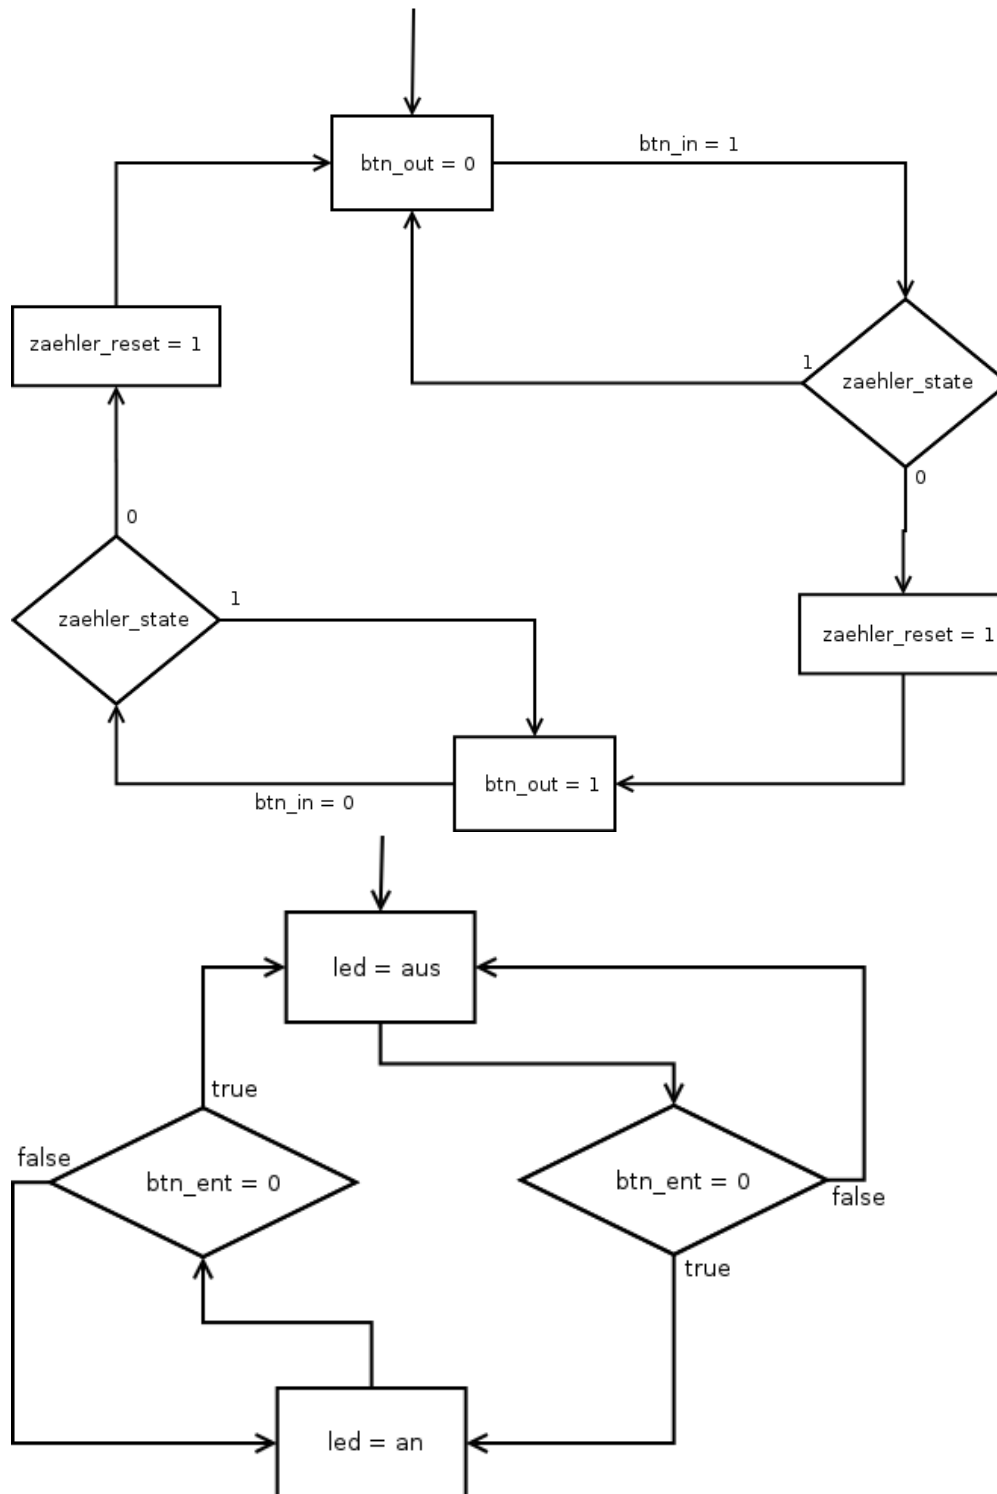 btn_in = 1
btn_out = 0
zaehler_reset = 1
1
zaehler_state
0
0
1
zaehler_state
zaehler_reset = 1
btn_out = 1
btn_in = 0
led = aus
true
false
btn_ent = 0
btn_ent = 0
false
true
led = an